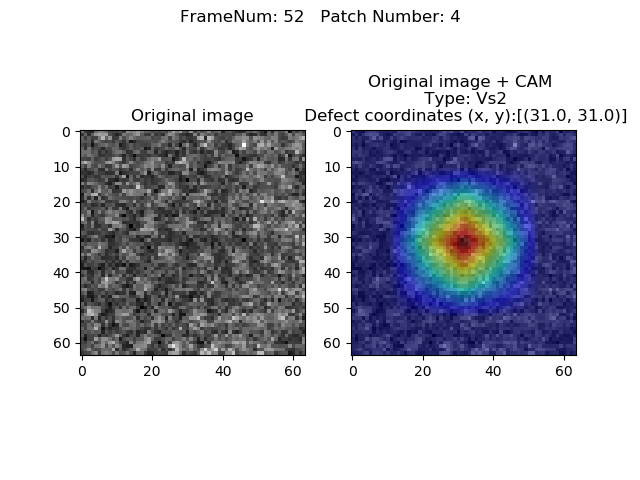 FrameNum: 52   Patch Number: 4
Original image
Original image + CAM
Type: Vs2
Defect coordinates (x, y):[(31.0, 31.0)]
0
10
20
30
40
50
60
0 20 40 60
0
10
20
30
40
50
60
0 20 40 60